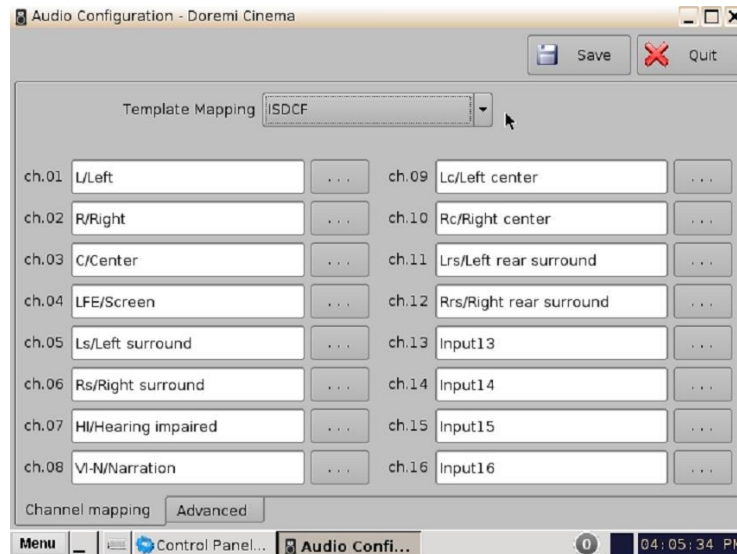 Audio Configuration - Doremi Cinema
Save Quit
Template Mapping ISDCF
ch.01 L/Left ... ch.09 Lc/Left center ...
ch.02 R/Right ... ch.10 Rc/Right center ...
ch.03 C/Center ... ch.11 Lrs/Left rear surround ...
ch.04 LFE/Screen ... ch.12 Rrs/Right rear surround ...
ch.05 Ls/Left surround ... ch.13 Input13 ...
ch.06 Rs/Right surround ... ch.14 Input14 ...
ch.07 HI/Hearing impaired ... ch.15 Input15 ...
ch.08 VI-N/Narration ... ch.16 Input16 ...
Channel mapping Advanced
Menu Control Panel... Audio Confi... 0 04:05:34 PM